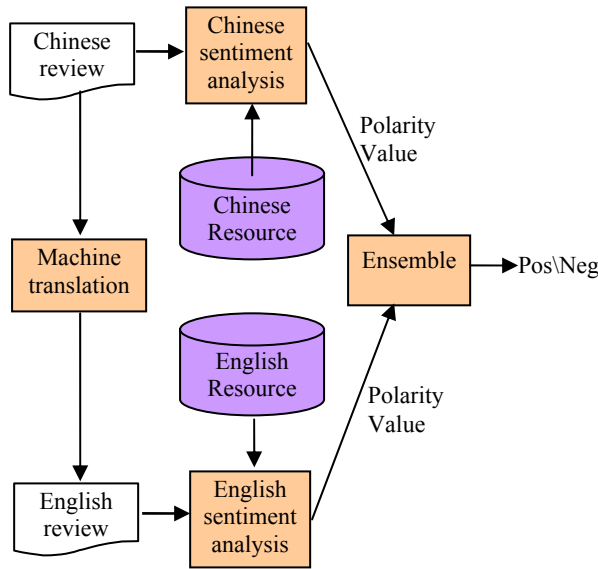 Chinese
review
Chinese
sentiment
analysis
Polarity
Value
Chinese
Resource
Machine
translation
Ensemble
Pos\Neg
English
Resource
Polarity
Value
English
review
English
sentiment
analysis